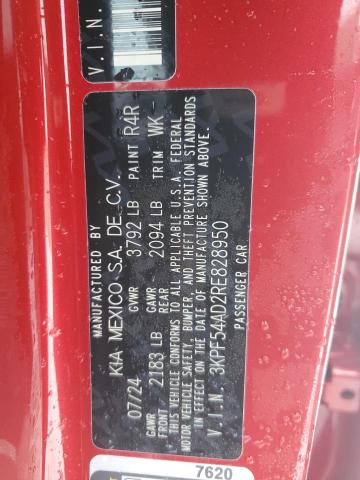 V.I.N
MANUFACTURED BY
KIA MEXICO S.A. DE C.V.
07/24 GVWR 3792 LB PAINT R4R
GAWR FRONT 2183 LB GAWR REAR 2094 LB TRIM WK
THIS VEHICLE CONFORMS TO ALL APPLICABLE U.S.A. FEDERAL
MOTOR VEHICLE SAFETY, BUMPER, AND THEFT PREVENTION STANDARDS
IN EFFECT ON THE DATE OF MANUFACTURE SHOWN ABOVE.
V.I.N. 3KPF54AD2RE828950
PASSENGER CAR
7620